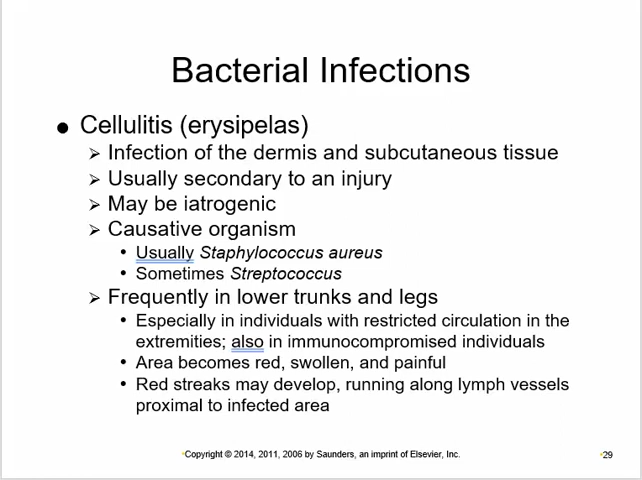 Bacterial Infections
● Cellulitis (erysipelas)
➢ Infection of the dermis and subcutaneous tissue
➢ Usually secondary to an injury
➢ May be iatrogenic
➢ Causative organism
• Usually Staphylococcus aureus
• Sometimes Streptococcus
➢ Frequently in lower trunks and legs
• Especially in individuals with restricted circulation in the
extremities; also in immunocompromised individuals
• Area becomes red, swollen, and painful
• Red streaks may develop, running along lymph vessels
proximal to infected area
•Copyright © 2014, 2011, 2006 by Saunders, an imprint of Elsevier, Inc.
•29